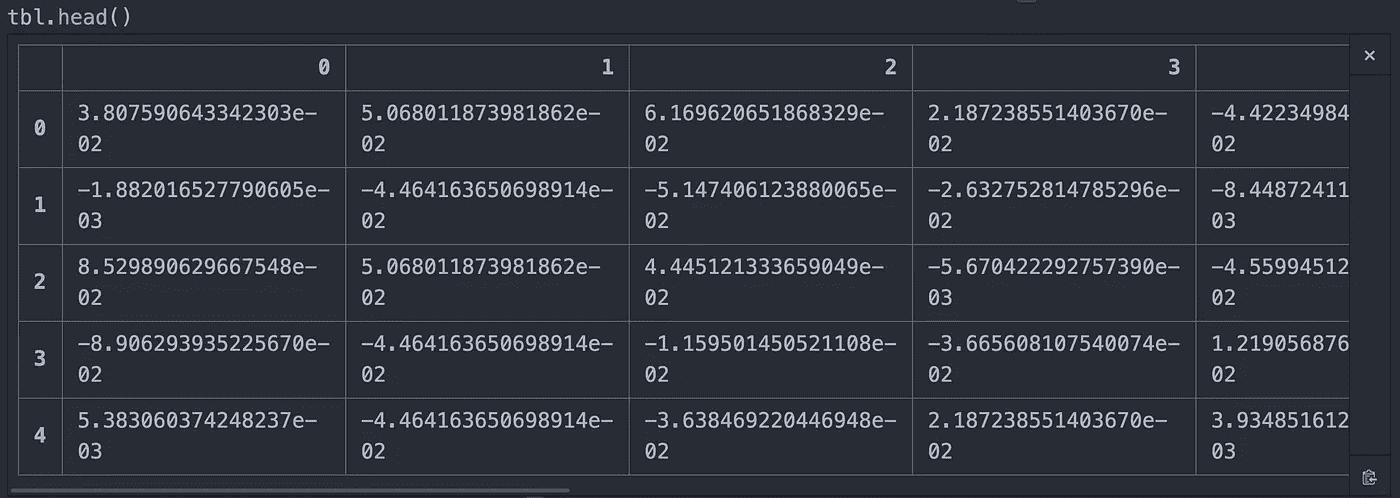 tbl.head()
0 1 2 3
0 3.807590643342303e- 5.068011873981862e- 6.169620651868329e- 2.187238551403670e- -4.42234984
02 02 02 02 02
1 -1.882016527790605e- -4.464163650698914e- -5.147406123880065e- -2.632752814785296e- -8.44872411
03 02 02 02 03
2 8.529890629667548e- 5.068011873981862e- 4.445121333659049e- -5.670422292757390e- -4.55994512
02 02 02 03 02
3 -8.906293935225670e- -4.464163650698914e- -1.159501450521108e- -3.665608107540074e- 1.219056876
02 02 02 02 02
4 5.383060374248237e- -4.464163650698914e- -3.638469220446948e- 2.187238551403670e- 3.934851612
03 02 02 02 03